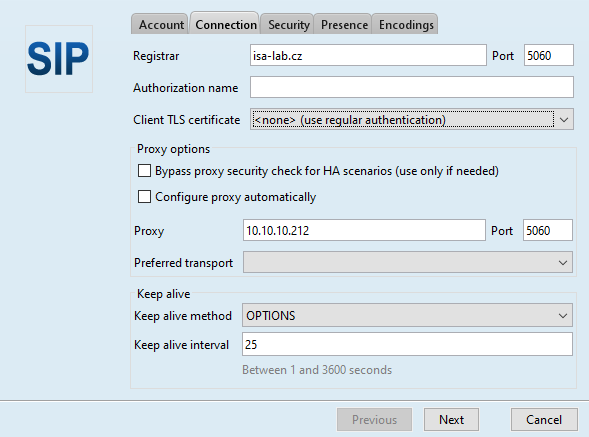 SIP
Account Connection Security Presence Encodings
Registrar isa-lab.cz Port 5060
Authorization name
Client TLS certificate <none> (use regular authentication)
Proxy options
Bypass proxy security check for HA scenarios (use only if needed)
Configure proxy automatically
Proxy 10.10.10.212 Port 5060
Preferred transport
Keep alive
Keep alive method OPTIONS
Keep alive interval 25
Between 1 and 3600 seconds
Previous Next Cancel